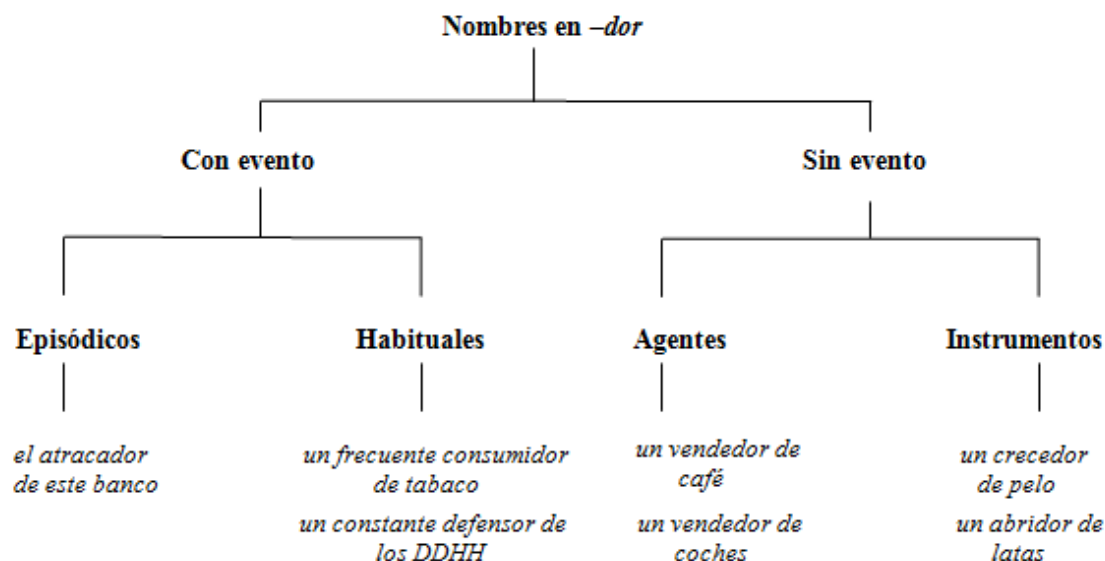 Nombres en –dor
Con evento
Sin evento
Episódicos
Habituales
Agentes
Instrumentos
el atracador
de este banco
un frecuente consumidor
de tabaco
un constante defensor de
los DDHH
un vendedor de
café
un vendedor de
coches
un crecedor
de pelo
un abridor de
latas